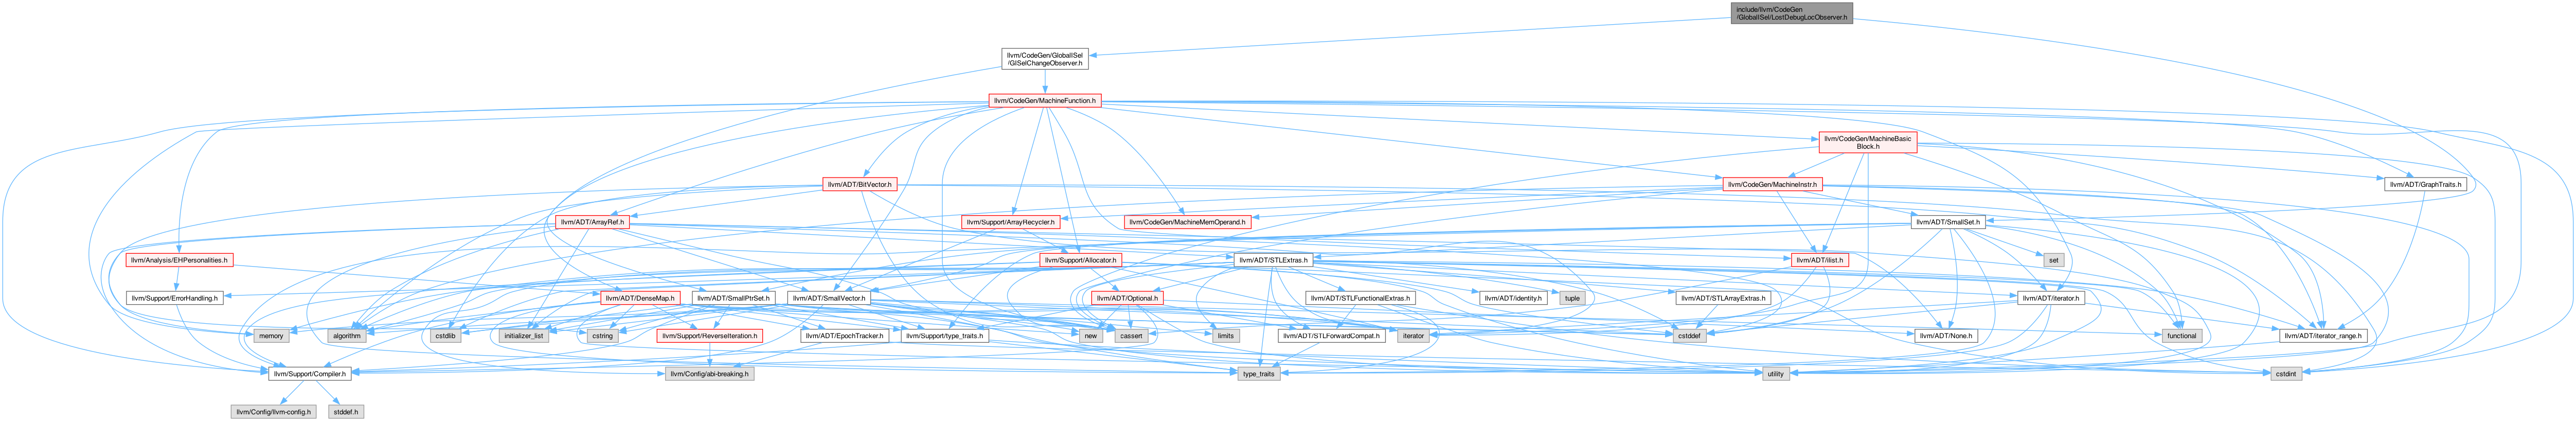 include/llvm/CodeGen
/GlobalISel/LostDebugLocObserver.h
llvm/CodeGen/GlobalISel
/GISelChangeObserver.h
llvm/CodeGen/MachineFunction.h
llvm/CodeGen/MachineBasic
Block.h
llvm/ADT/BitVector.h
llvm/CodeGen/MachineInstr.h
llvm/ADT/GraphTraits.h
llvm/ADT/ArrayRef.h
llvm/Support/ArrayRecycler.h
llvm/CodeGen/MachineMemOperand.h
llvm/ADT/SmallSet.h
llvm/Analysis/EHPersonalities.h
llvm/Support/Allocator.h
llvm/ADT/STLExtras.h
llvm/ADT/ilist.h
set
llvm/Support/ErrorHandling.h
llvm/ADT/DenseMap.h
llvm/ADT/SmallPtrSet.h
llvm/ADT/SmallVector.h
llvm/ADT/Optional.h
llvm/ADT/STLFunctionalExtras.h
llvm/ADT/identity.h
tuple
llvm/ADT/STLArrayExtras.h
llvm/ADT/iterator.h
memory
algorithm
cstdlib
initializer_list
cstring
llvm/Support/ReverseIteration.h
llvm/ADT/EpochTracker.h
llvm/Support/type_traits.h
new
cassert
limits
llvm/ADT/STLForwardCompat.h
iterator
cstddef
llvm/ADT/None.h
functional
llvm/ADT/iterator_range.h
llvm/Support/Compiler.h
llvm/Config/abi-breaking.h
type_traits
utility
cstdint
llvm/Config/llvm-config.h
stddef.h